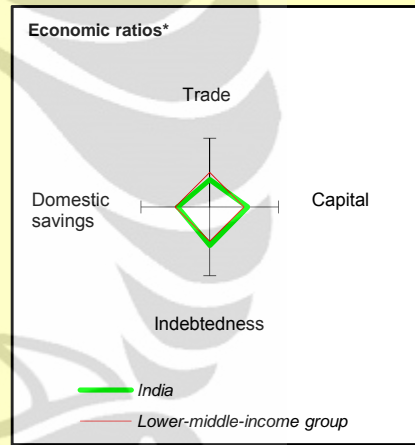 Economic ratios*
Trade
Domestic
savings
Capital
Indebtedness
India
Lower-middle-income group